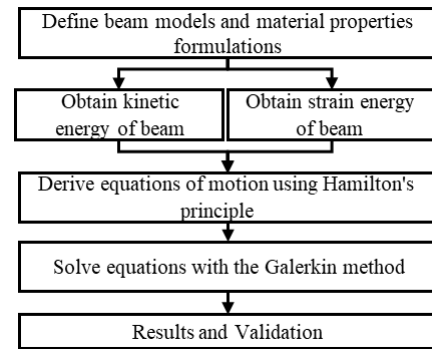 Define beam models and material properties
formulations
Obtain kinetic
energy of beam
Obtain strain energy
of beam
Derive equations of motion using Hamilton's
principle
Solve equations with the Galerkin method
Results and Validation